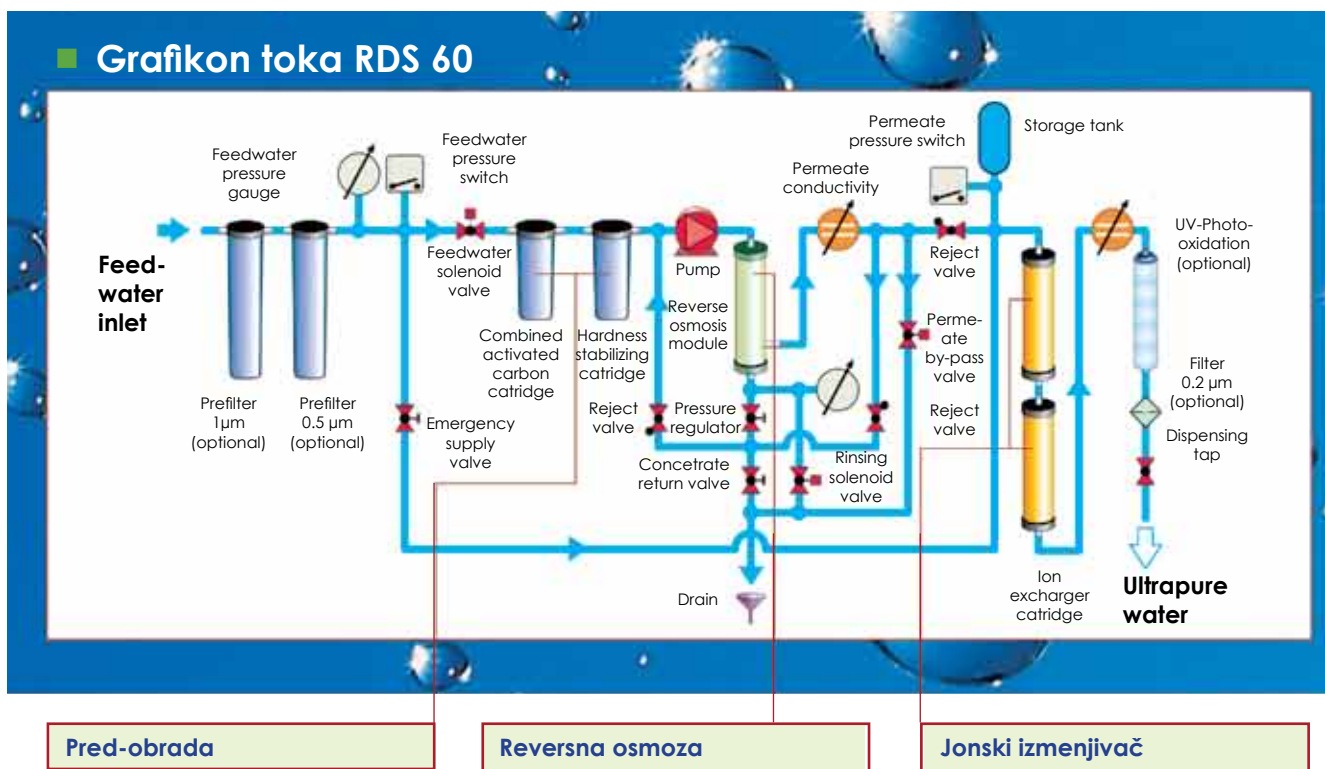 Grafikon toka RDS 60
Feedwater
pressure
gauge
Feedwater
pressure
switch
Permeate
pressure switch
Storage tank
Permeate
conductivity
UV-Photo-
oxidation
(optional)
Feed-
water
inlet
Feedwater
solenoid
valve
Pump
Reject
valve
Combined
activated
carbon
catridge
Hardness
stabilizing
catridge
Reverse
osmosis
module
Perme-
ate
by-pass
valve
Filter
0.2 µm
(optional)
Prefilter
1µm
(optional)
Prefilter
0.5 µm
(optional)
Emergency
supply
valve
Reject
valve
Pressure
regulator
Reject
valve
Dispensing
tap
Concetrate
return valve
Rinsing
solenoid
valve
Drain
Ion
excharger
catridge
Ultrapure
water
Pred-obrada
Reversna osmoza
Jonski izmenjivač